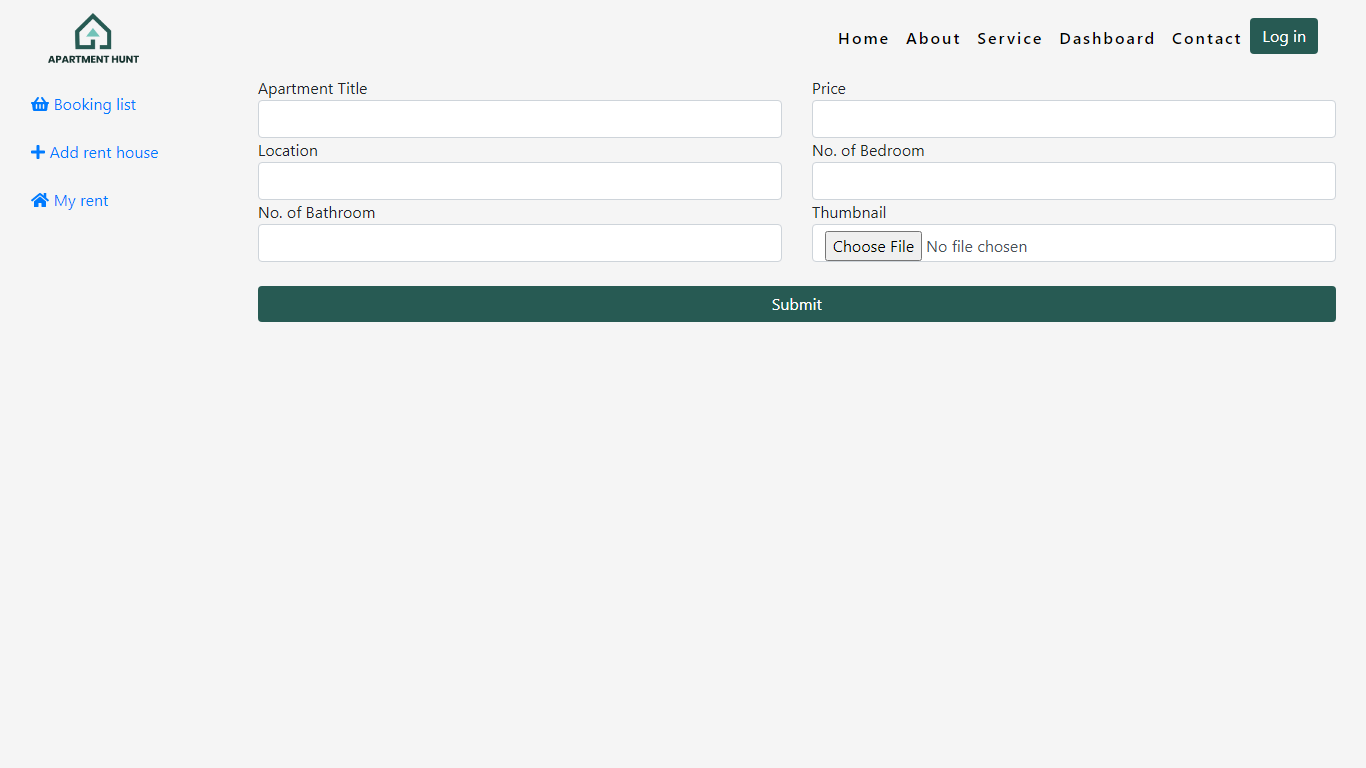 APARTMENT HUNT
Home About Service Dashboard Contact Log in
Booking list
Add rent house
My rent
Apartment Title
Price
Location
No. of Bedroom
No. of Bathroom
Thumbnail
Choose File No file chosen
Submit